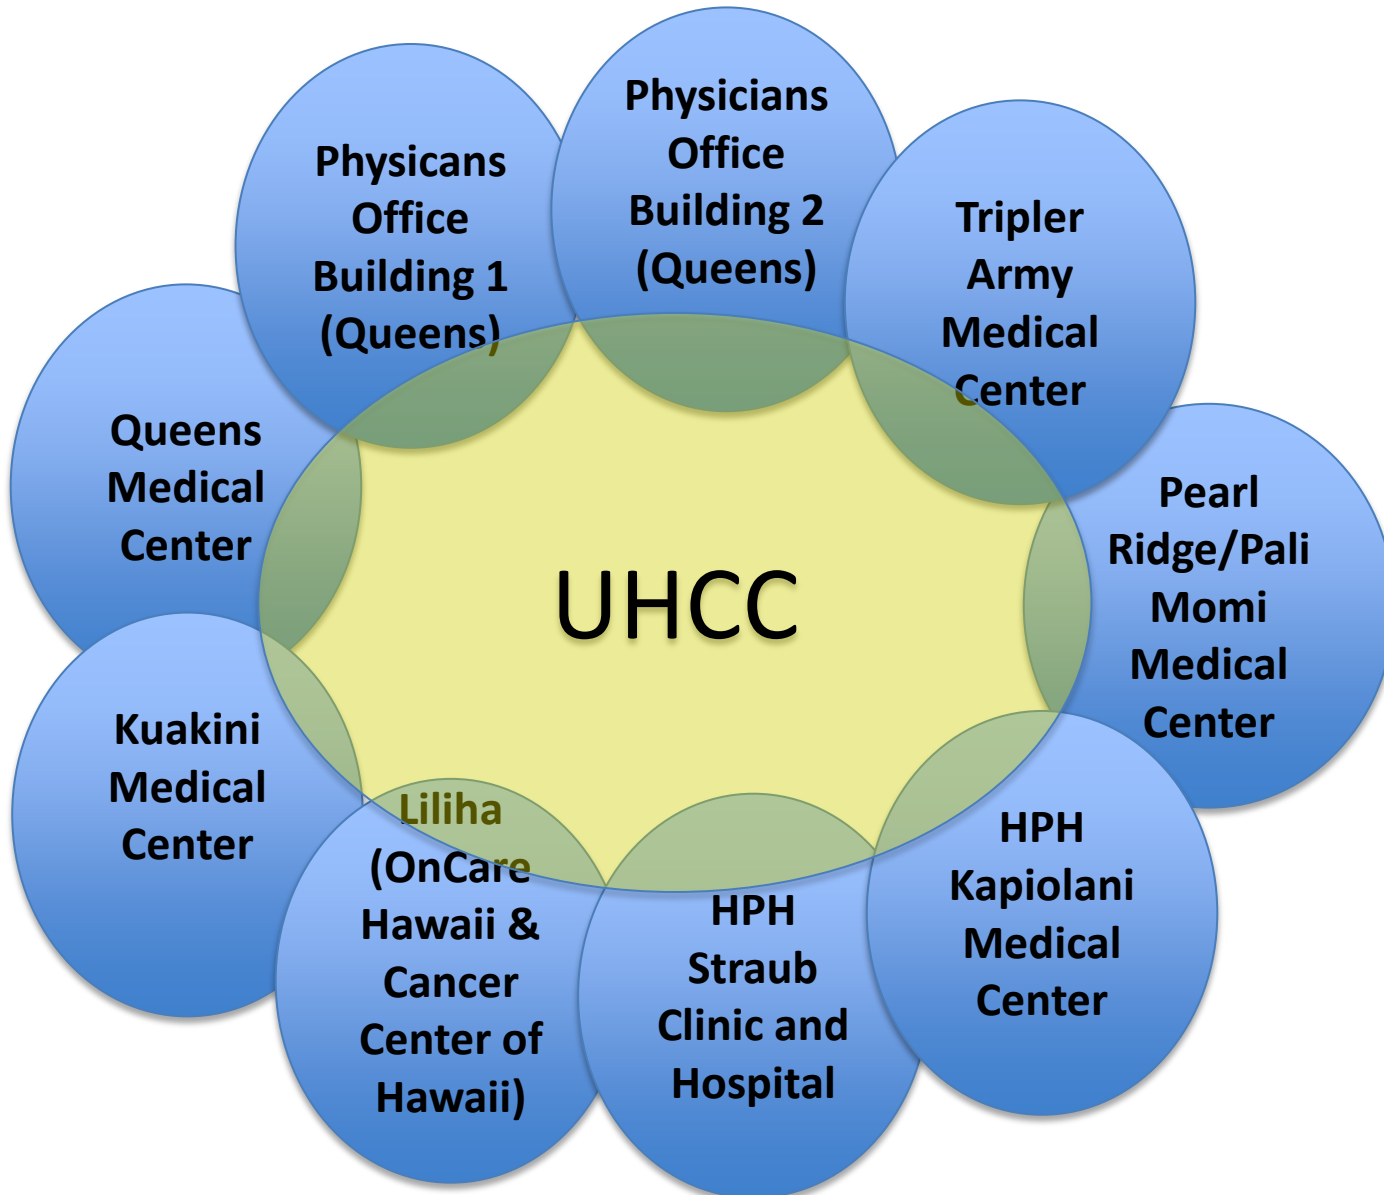 Physicans
Office
Building 1
(Queens)
Physicians
Office
Building 2
(Queens)
Tripler
Army
Medical
Center
Pearl
Ridge/Pali
Momi
Medical
Center
HPH
Kapiolani
Medical
Center
HPH
Straub
Clinic and
Hospital
Liliha
(OnCare
Hawaii &
Cancer
Center of
Hawaii)
Kuakini
Medical
Center
Queens
Medical
Center
UHCC